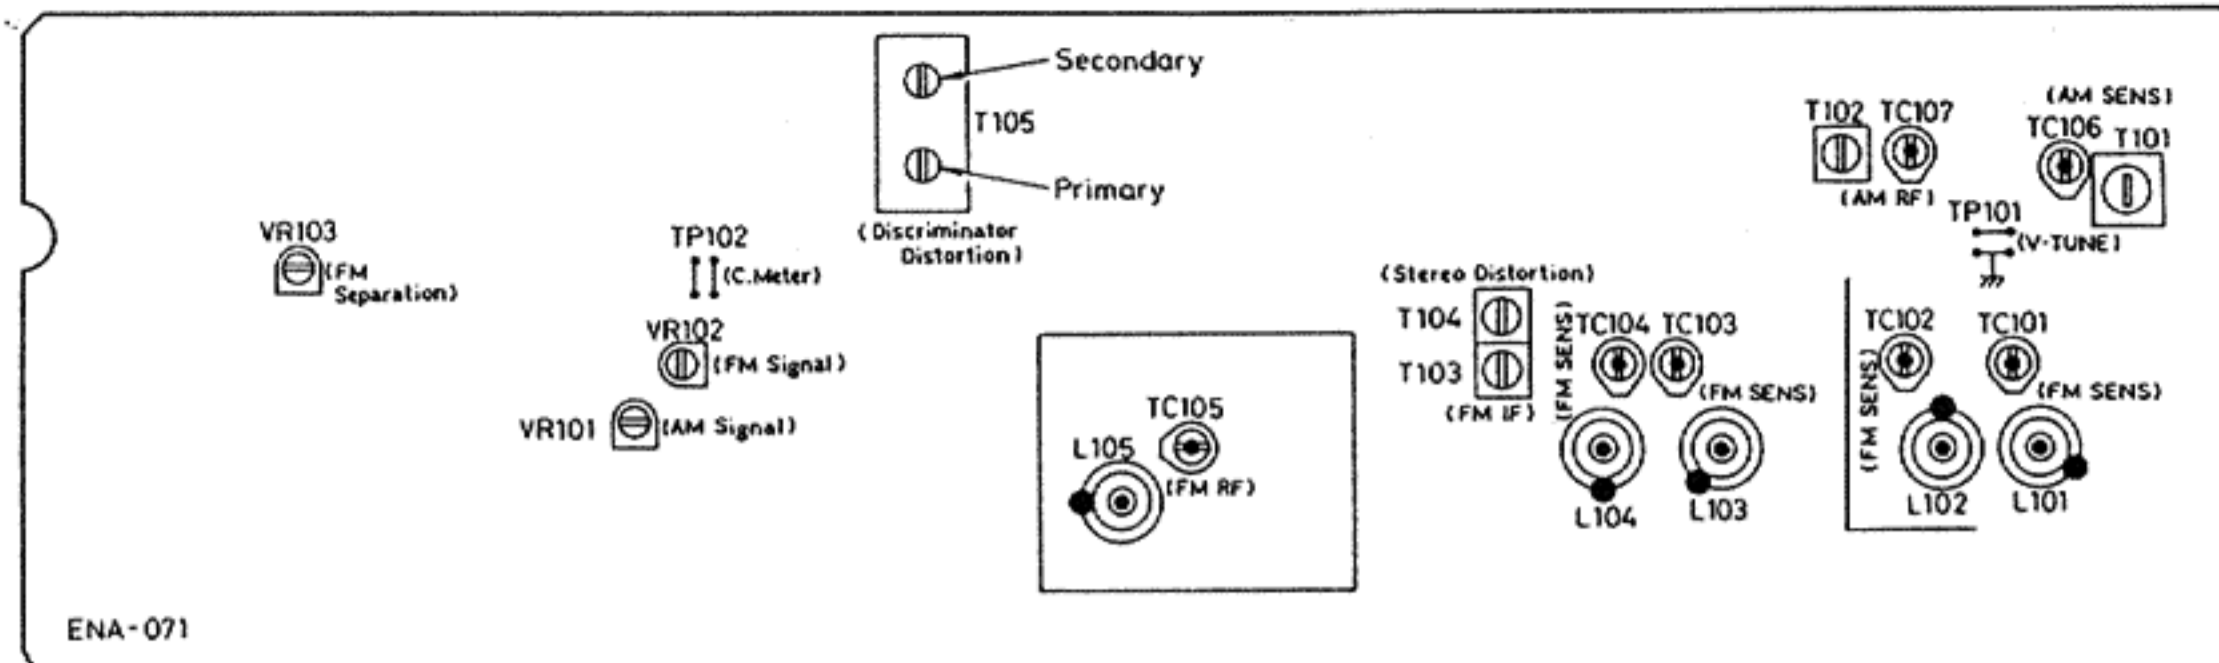 Secondary
T105
Primary
(Discriminator
Distortion)
T102 TC107
(AM RF)
(AM SENS)
TC106 T101
TP101
(V-TUNE)
VR103
(FM
Separation)
TP102
(C.Meter)
VR102
(FM Signal)
VR101
(AM Signal)
(Stereo Distortion)
T104
T103
(FM IF)
(FM SENS)
TC104 TC103
(FM SENS)
L104
L103
TC102
TC101
(FM SENS)
(FM SENS)
L102
L101
TC105
L105
(FM RF)
ENA-071